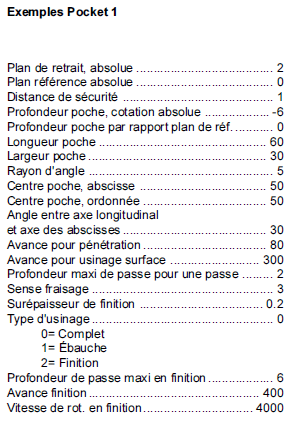 Exemples Pocket 1
Plan de retrait, absolue ........................................ 2
Plan référence absolue ......................................... 0
Distance de sécurité ............................................. 1
Profondeur poche, cotation absolue .................... -6
Profondeur poche par rapport plan de réf. ........... 0
Longueur poche .................................................. 60
Largeur poche ..................................................... 30
Rayon d'angle ....................................................... 5
Centre poche, abscisse ...................................... 50
Centre poche, ordonnée ..................................... 50
Angle entre axe longitudinal
et axe des abscisses .......................................... 30
Avance pour pénétration ..................................... 80
Avance pour usinage surface ............................ 300
Profondeur maxi de passe pour une passe ......... 2
Sense fraisage ..................................................... 3
Surépaisseur de finition ..................................... 0.2
Type d'usinage ..................................................... 0
0= Complet
1= Ébauche
2= Finition
Profondeur de passe maxi en finition ................... 6
Avance finition .................................................. 400
Vitesse de rot. en finition ................................. 4000